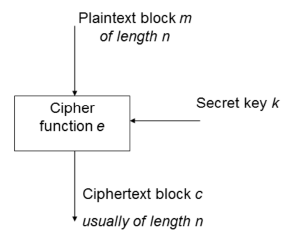 Plaintext block m
of length n
Cipher
function e
Secret key k
Ciphertext block c
usually of length n